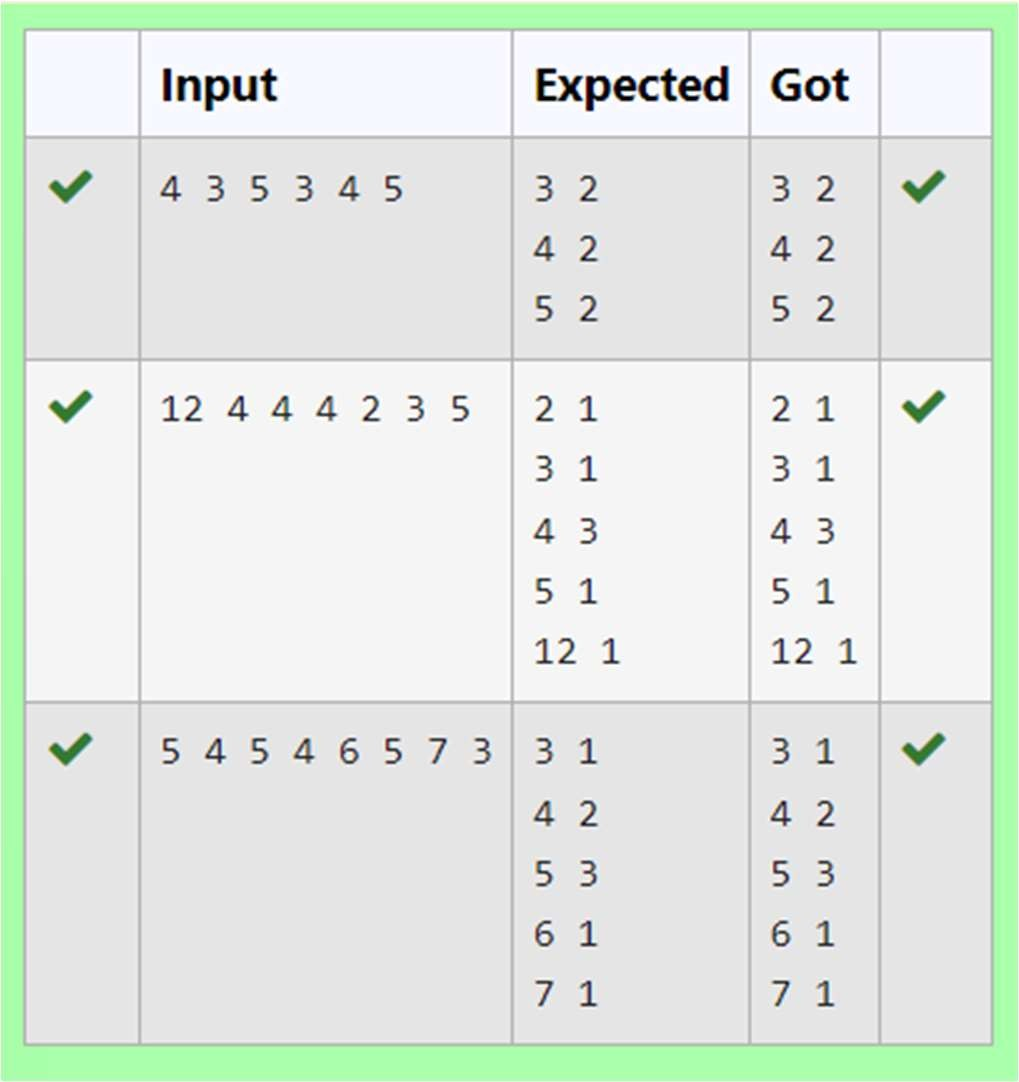 Input Expected Got
4 3 5 3 4 5 3 2 3 2
4 2 4 2
5 2 5 2
12 4 4 4 2 3 5 2 1 2 1
3 1 3 1
4 3 4 3
5 1 5 1
12 1 12 1
5 4 5 4 6 5 7 3 3 1 3 1
4 2 4 2
5 3 5 3
6 1 6 1
7 1 7 1